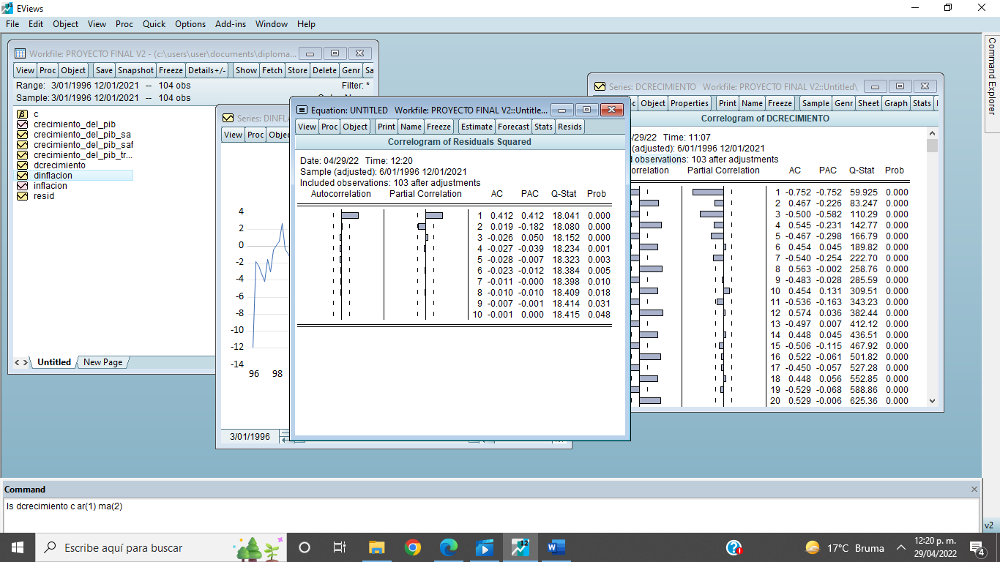 EViews
File Edit Object View Proc Quick Options Add-ins Window Help
Command Explorer
Workfile: PROYECTO FINAL V2 - (c:\users\user\documents\diploma...
View Proc Object Save Snapshot Freeze Details+/- Show Fetch Store Delete Genr Sa
Range: 3/01/1996 12/01/2021 -- 104 obs
Filter: *
Sample: 3/01/1996 12/01/2021 -- 104 obs
c
crecimiento_del_pib
crecimiento_del_pib_sa
crecimiento_del_pib_saf
crecimiento_del_pib_tr...
dcrecimiento
dinflacion
inflacion
resid
Untitled New Page
Series: DINFLA
View Proc Objec
4
2
0
-2
-4
-6
-8
-10
-12
-14
96 98
3/01/1996
Equation: UNTITLED Workfile: PROYECTO FINAL V2::Untitle...
View Proc Object Print Name Freeze Estimate Forecast Stats Resids
Correlogram of Residuals Squared
Date: 04/29/22 Time: 12:20
Sample (adjusted): 6/01/1996 12/01/2021
Included observations: 103 after adjustments
Autocorrelation Partial Correlation AC PAC Q-Stat Prob
1 0.412 0.412 18.041 0.000
2 0.019 -0.182 18.080 0.000
3 -0.026 0.050 18.152 0.000
4 -0.027 -0.039 18.234 0.001
5 -0.028 -0.007 18.323 0.003
6 -0.023 -0.012 18.384 0.005
7 -0.011 -0.000 18.398 0.010
8 -0.010 -0.010 18.409 0.018
9 -0.007 -0.001 18.414 0.031
10 -0.001 0.000 18.415 0.048
Series: DCRECIMIENTO Workfile: PROYECTO FINAL V2::Untitled\
c Object Properties Print Name Freeze Sample Genr Sheet Graph Stats I
Correlogram of DCRECIMIENTO
/29/22 Time: 11:07
(adjusted): 6/01/1996 12/01/2021
d observations: 103 after adjustments
orrelation Partial Correlation AC PAC Q-Stat Prob
1 -0.752 -0.752 59.925 0.000
2 0.467 -0.226 83.247 0.000
3 -0.500 -0.582 110.29 0.000
4 0.545 -0.231 142.77 0.000
5 -0.467 -0.298 166.79 0.000
6 0.454 0.045 189.82 0.000
7 -0.540 -0.254 222.70 0.000
8 0.563 -0.002 258.76 0.000
9 -0.483 -0.028 285.59 0.000
10 0.454 0.131 309.51 0.000
11 -0.536 -0.163 343.23 0.000
12 0.574 0.036 382.44 0.000
13 -0.497 0.007 412.12 0.000
14 0.448 0.045 436.51 0.000
15 -0.506 -0.115 467.92 0.000
16 0.522 -0.061 501.82 0.000
17 -0.450 -0.057 527.28 0.000
18 0.448 0.056 552.85 0.000
19 -0.529 -0.068 588.86 0.000
20 0.529 -0.006 625.36 0.000
Command
ls dcrecimiento c ar(1) ma(2)
v2
Escribe aquí para buscar
12
17°C Bruma
12:20 p. m.
29/04/2022
4